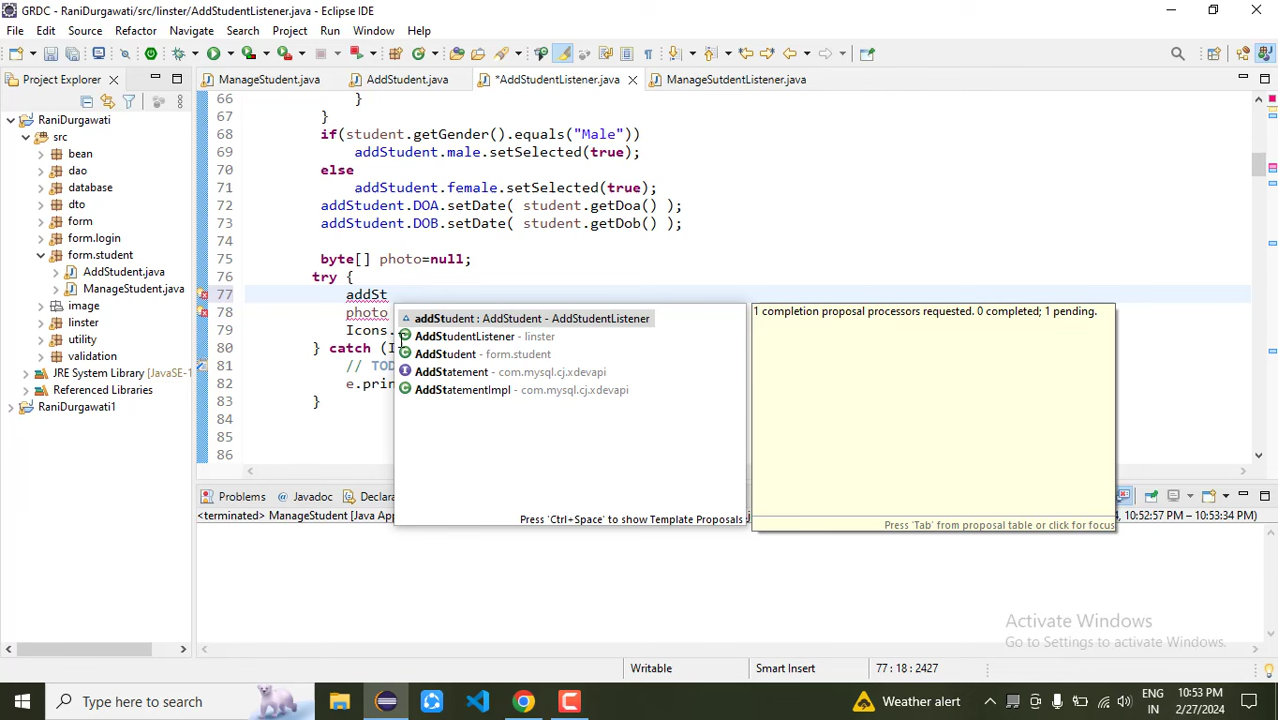 GRDC - RaniDurgawati/src/linster/AddStudentListener.java - Eclipse IDE
File Edit Source Refactor Navigate Search Project Run Window Help
Project Explorer
ManageStudent.java AddStudent.java *AddStudentListener.java ManageSutdentListener.java
RaniDurgawati
src
bean
dao
database
dto
form
form.login
form.student
AddStudent.java
ManageStudent.java
image
linster
utility
validation
JRE System Library [JavaSE-1
Referenced Libraries
RaniDurgawati1
66 }
67 }
68 if(student.getGender().equals("Male"))
69 addStudent.male.setSelected(true);
70 else
71 addStudent.female.setSelected(true);
72 addStudent.DOA.setDate( student.getDoa() );
73 addStudent.DOB.setDate( student.getDob() );
74
75 byte[] photo=null;
76 try {
77 addSt
78 photo
79 Icons.
80 } catch (I
81 // TOD
82 e.prin
83 }
84
85
86
addStudent : AddStudent - AddStudentListener
AddStudentListener - linster
AddStudent - form.student
AddStatement - com.mysql.cj.xdevapi
AddStatementImpl - com.mysql.cj.xdevapi
Press 'Ctrl+Space' to show Template Proposals
1 completion proposal processors requested. 0 completed; 1 pending.
Press 'Tab' from proposal table or click for focus
Problems Javadoc Declara
<terminated> ManageStudent [Java App 4, 10:52:57 PM – 10:53:34 PM)
Activate Windows
Go to Settings to activate Windows.
Writable Smart Insert 77 : 18 : 2427
Type here to search
Weather alert
ENG
IN
10:53 PM
2/27/2024